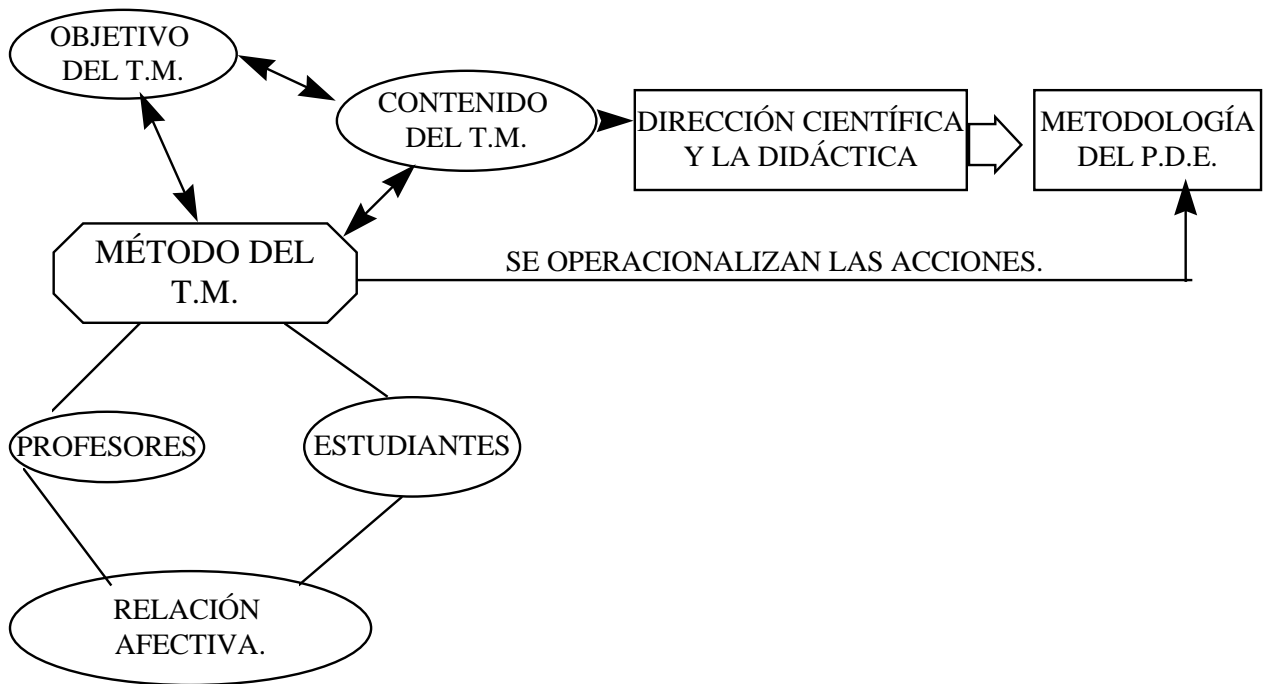 OBJETIVO
DEL T.M.
CONTENIDO
DEL T.M.
DIRECCIÓN CIENTÍFICA
Y LA DIDÁCTICA
METODOLOGÍA
DEL P.D.E.
MÉTODO DEL
T.M.
SE OPERACIONALIZAN LAS ACCIONES.
PROFESORES
ESTUDIANTES
RELACIÓN
AFECTIVA.